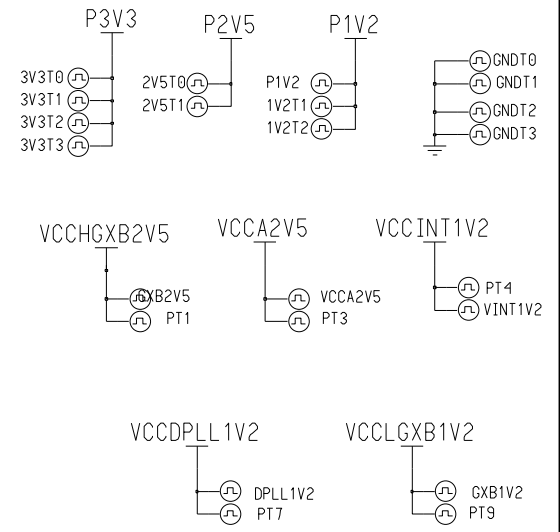 P3V3
P2V5
P1V2
3V3T0
3V3T1
3V3T2
3V3T3
2V5T0
2V5T1
P1V2
1V2T1
1V2T2
GNDT0
GNDT1
GNDT2
GNDT3
VCCHGXB2V5
VCCA2V5
VCCINT1V2
GXB2V5
PT1
VCCA2V5
PT3
PT4
VINT1V2
VCCDPLL1V2
VCCLGXB1V2
DPLL1V2
PT7
GXB1V2
PT9